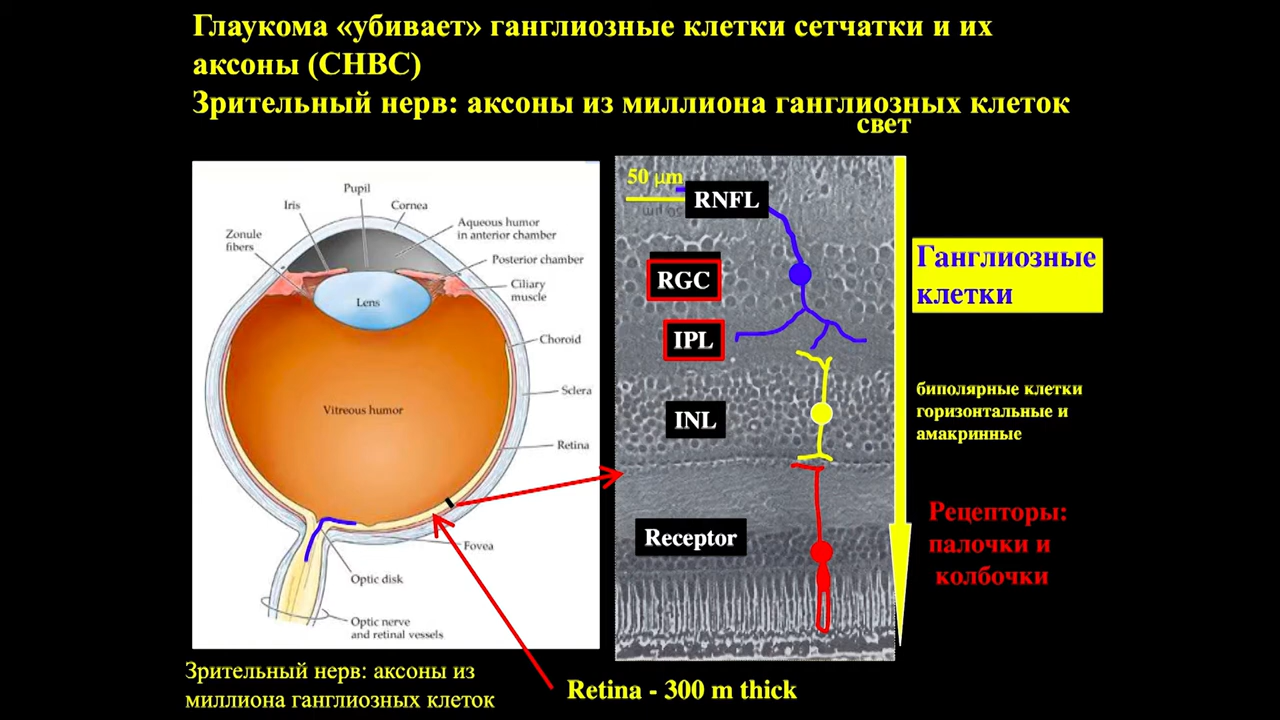 Глаукома «убивает» ганглиозные клетки сетчатки и их
аксоны (СНВС)
Зрительный нерв: аксоны из миллиона ганглиозных клеток
свет
Pupil
Iris
Cornea
Zonule
fibers
Aqueous humor
in anterior chamber
Posterior chamber
Ciliary
muscle
Lens
Choroid
Sclera
Vitreous humor
Retina
Fovea
Optic disk
Optic nerve
and retinal vessels
50 µm
50 µm
RNFL
RGC
IPL
INL
Receptor
Ганглиозные
клетки
биполярные клетки
горизонтальные и
амакринные
Рецепторы:
палочки и
колбочки
Зрительный нерв: аксоны из
миллиона ганглиозных клеток
Retina - 300 m thick